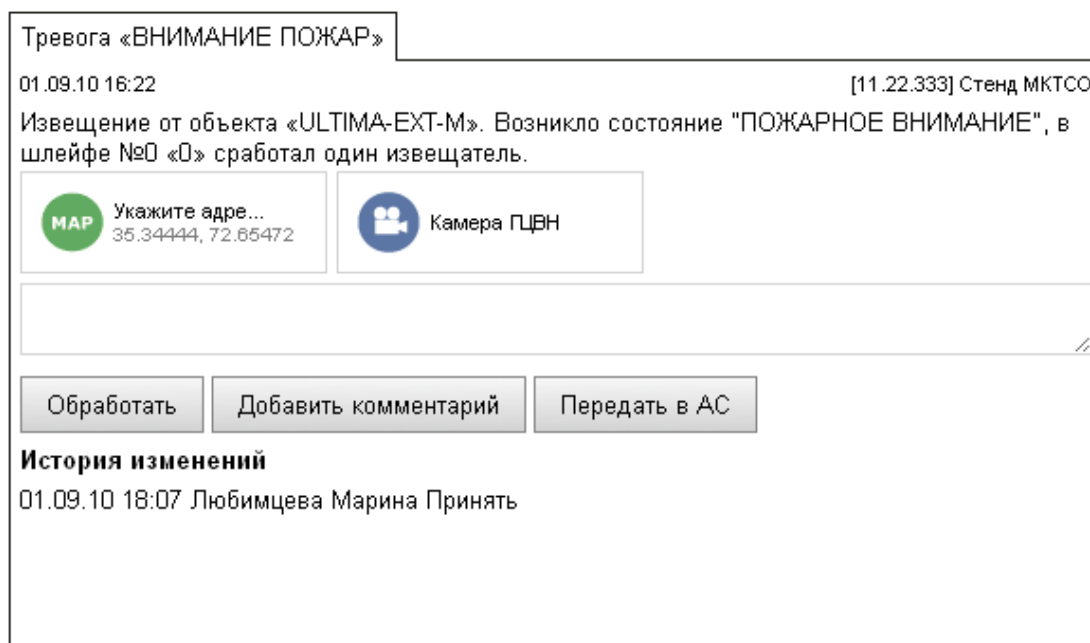 Тревога «ВНИМАНИЕ ПОЖАР»
01.09.10 16:22 [11.22.333] Стенд МКТСО
Извещение от объекта «ULTIMA-EXT-M». Возникло состояние "ПОЖАРНОЕ ВНИМАНИЕ", в
шлейфе №0 «0» сработал один извещатель.
MAP Укажите адре... Камера ПЦВН
35.34444, 72.65472
Обработать Добавить комментарий Передать в АС
История изменений
01.09.10 18:07 Любимцева Марина Принять